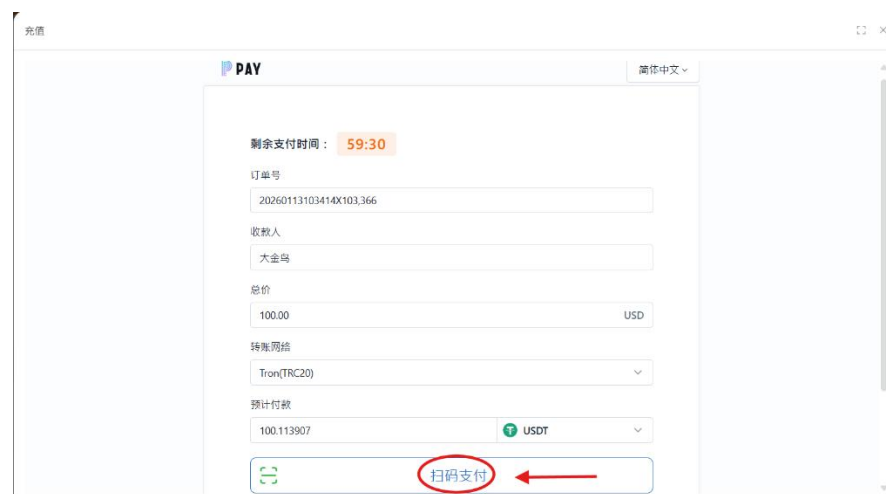 充值
PAY
简体中文
剩余支付时间： 59:30
订单号
20260113103414X103,366
收款人
大金鸟
总价
100.00 USD
转账网络
Tron(TRC20)
预计付款
100.113907 USDT
扫码支付